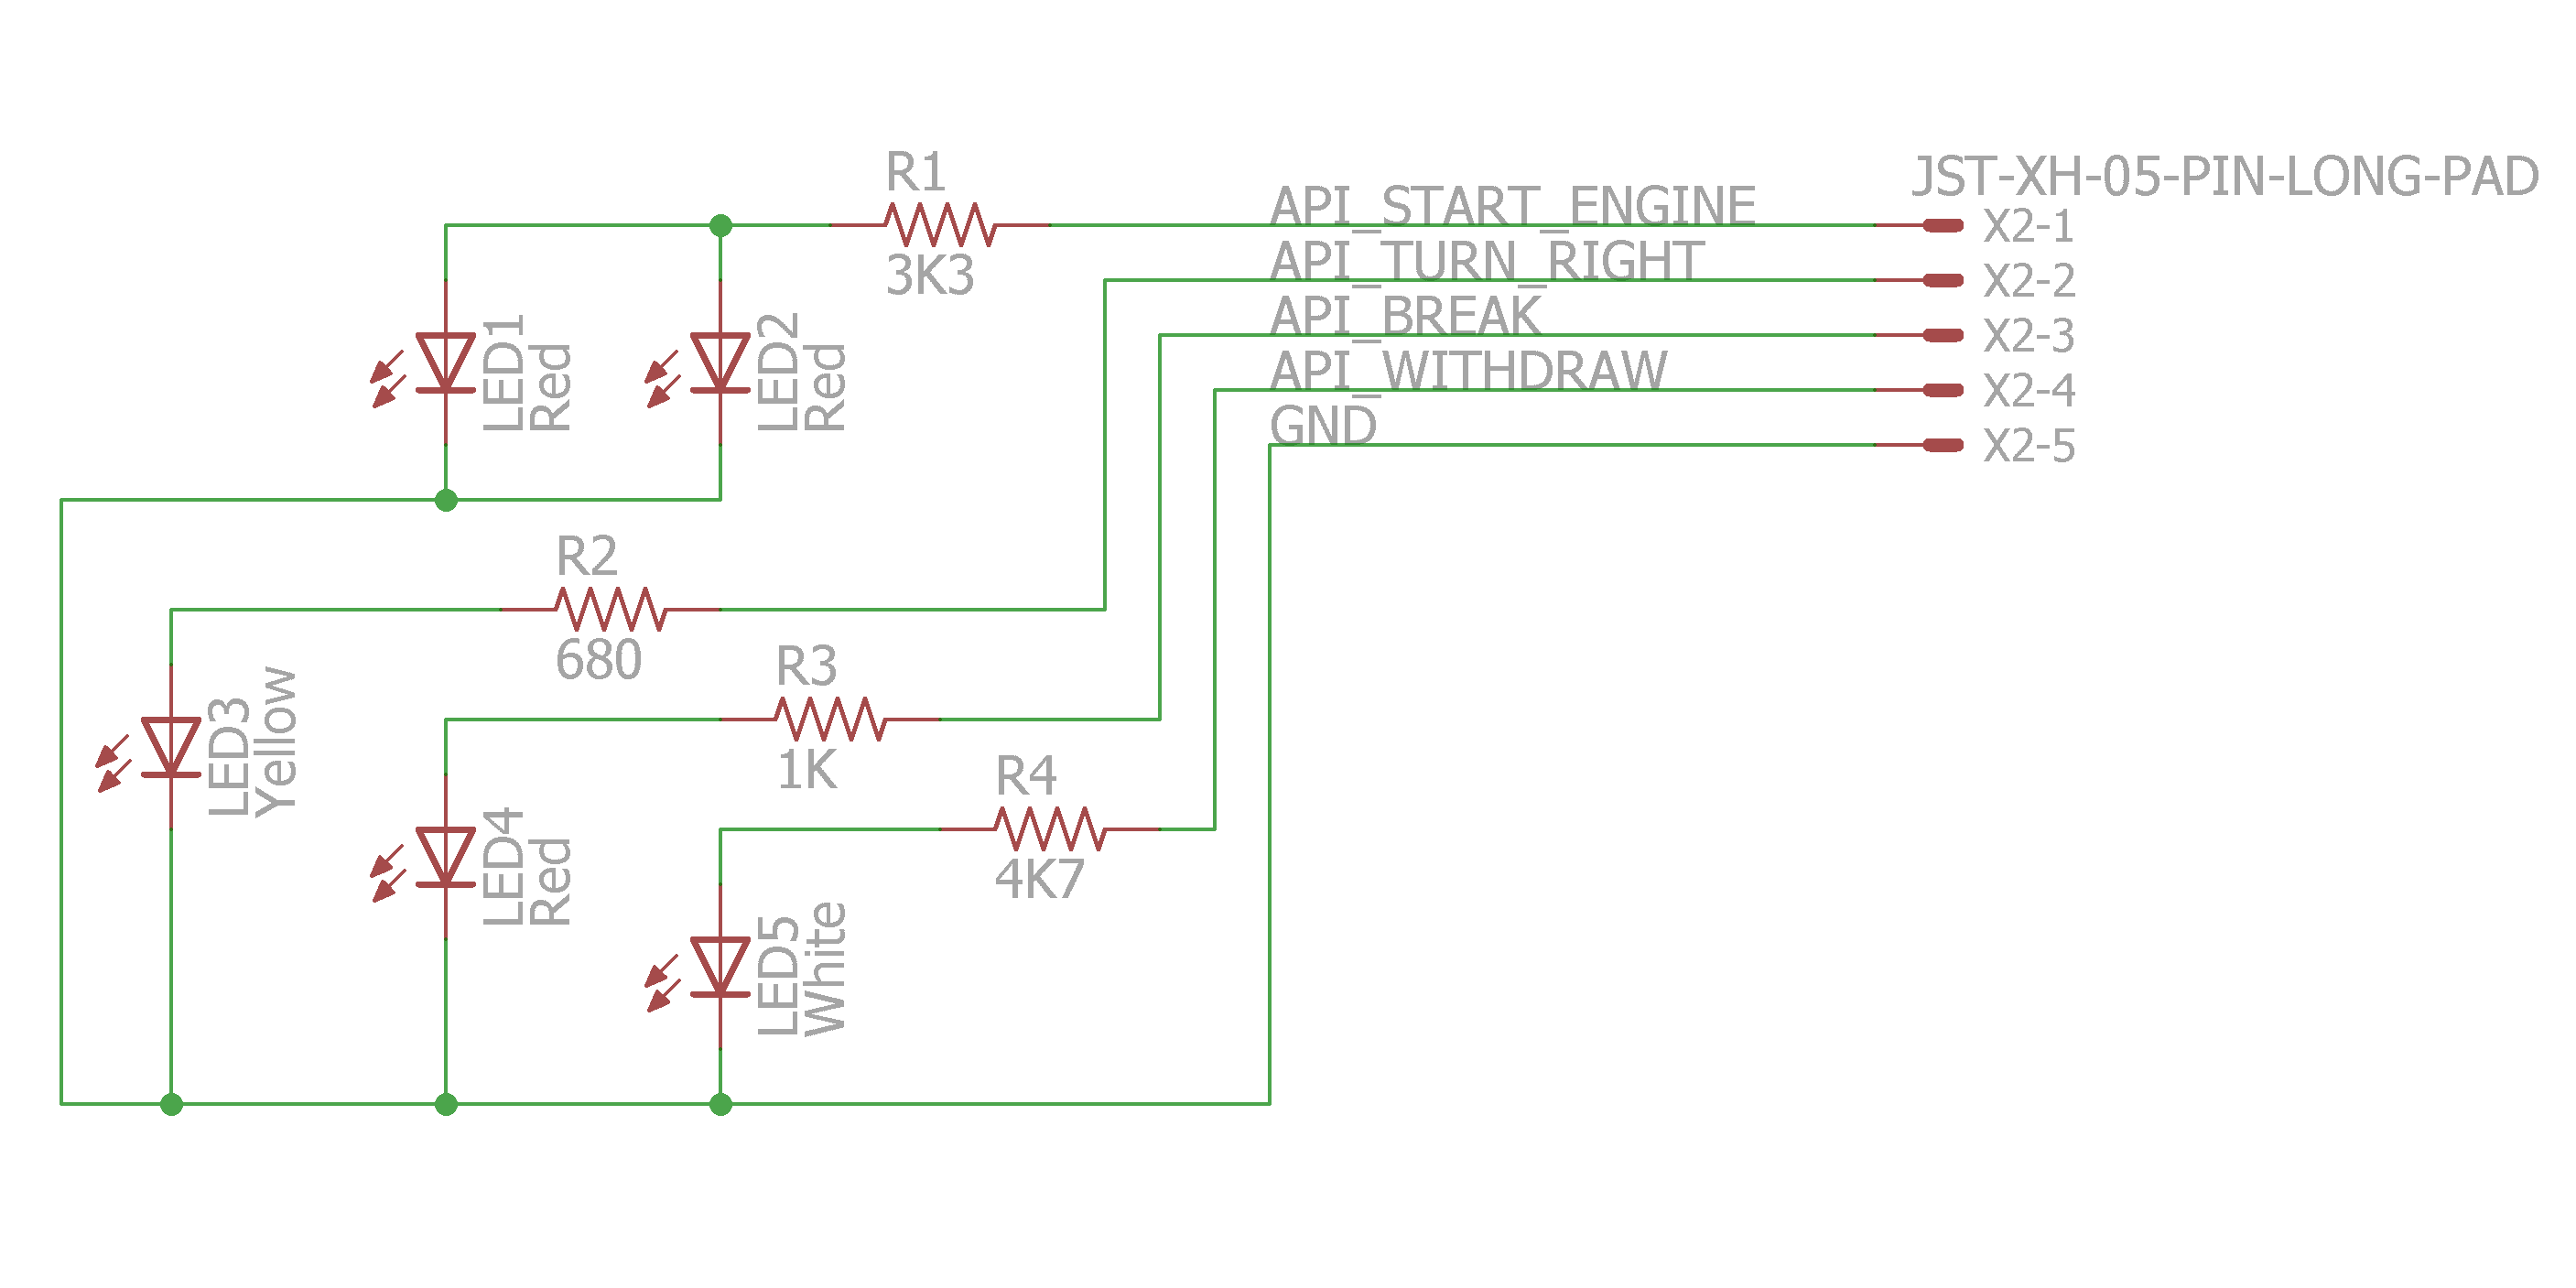 R1
3K3
API_START_ENGINE
API_TURN_RIGHT
API_BREAK
API_WITHDRAW
GND
JST-XH-05-PIN-LONG-PAD
X2-1
X2-2
X2-3
X2-4
X2-5
LED1
Red
LED2
Red
R2
680
R3
1K
R4
4K7
LED3
Yellow
LED4
Red
LED5
White